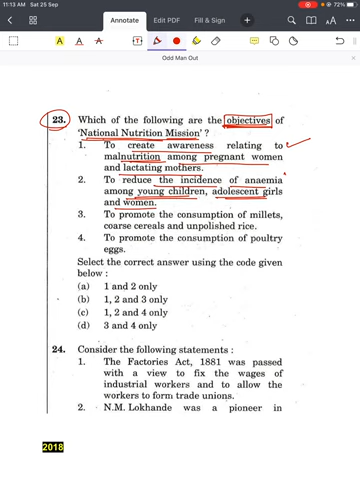 11:13 AM Sat 25 Sep
72%
Annotate
Edit PDF
Fill & Sign
Odd Man Out
23. Which of the following are the objectives of
'National Nutrition Mission' ?
1. To create awareness relating to
malnutrition among pregnant women
and lactating mothers.
2. To reduce the incidence of anaemia
among young children, adolescent girls
and women.
3. To promote the consumption of millets,
coarse cereals and unpolished rice.
4. To promote the consumption of poultry
eggs.
Select the correct answer using the code given
below :
(a) 1 and 2 only
(b) 1, 2 and 3 only
(c) 1, 2 and 4 only
(d) 3 and 4 only
24. Consider the following statements :
1. The Factories Act, 1881 was passed
with a view to fix the wages of
industrial workers and to allow the
workers to form trade unions.
2. N.M. Lokhande was a pioneer in
2018